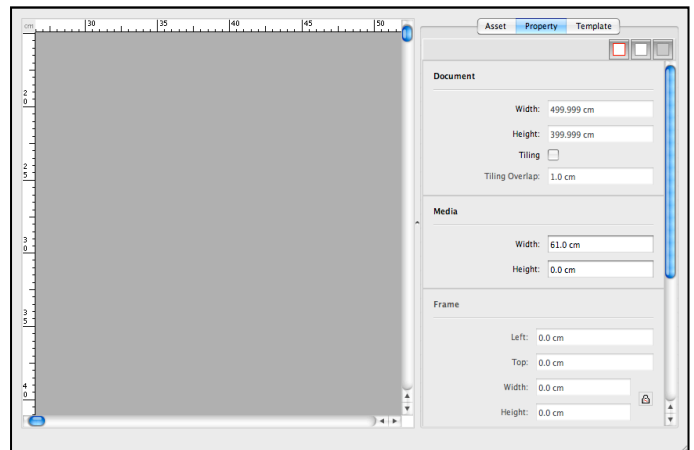 cm 30 35 40 45 50
2
0
2
5
3
0
3
5
4
0
Asset Property Template
Document
Width: 499.999 cm
Height: 399.999 cm
Tiling
Tiling Overlap: 1.0 cm
Media
Width: 61.0 cm
Height: 0.0 cm
Frame
Left: 0.0 cm
Top: 0.0 cm
Width: 0.0 cm
Height: 0.0 cm